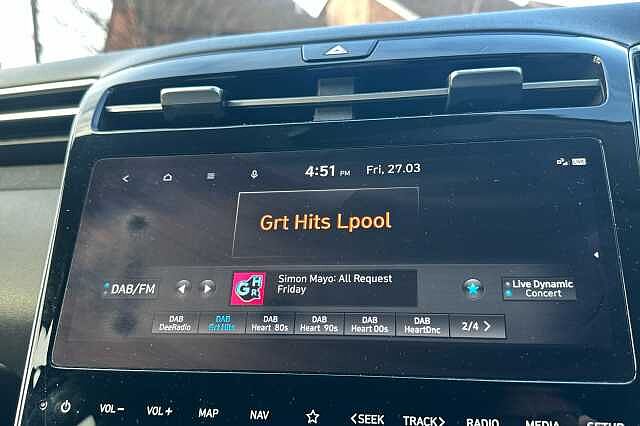 4:51 PM Fri, 27.03
LIVE
Grt Hits Lpool
DAB/FM
GHR
Simon Mayo: All Request
Friday
Live Dynamic
Concert
DAB
DeeRadio
DAB
Grt Hits
DAB
Heart 80s
DAB
Heart 90s
DAB
Heart 00s
DAB
HeartDnc
2/4 >
VOL− VOL+ MAP NAV <SEEK TRACK> RADIO MEDIA SETUP